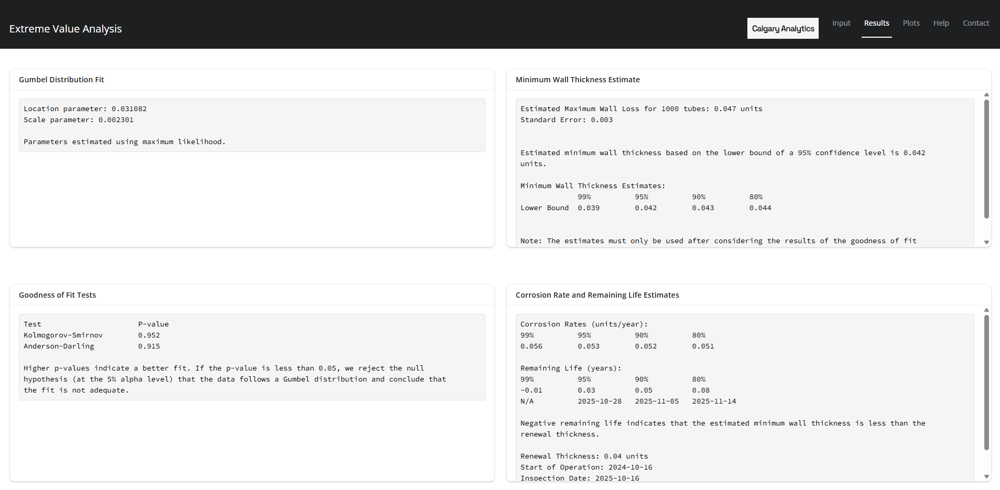 Extreme Value Analysis
Calgary Analytics
Input
Results
Plots
Help
Contact
Gumbel Distribution Fit
Location parameter: 0.031082
Scale parameter: 0.002301
Parameters estimated using maximum likelihood.
Minimum Wall Thickness Estimate
Estimated Maximum Wall Loss for 1000 tubes: 0.047 units
Standard Error: 0.003
Estimated minimum wall thickness based on the lower bound of a 95% confidence level is 0.042
units.
Minimum Wall Thickness Estimates:
99% 95% 90% 80%
Lower Bound 0.039 0.042 0.043 0.044
Note: The estimates must only be used after considering the results of the goodness of fit
Goodness of Fit Tests
Test P-value
Kolmogorov-Smirnov 0.952
Anderson-Darling 0.915
Higher p-values indicate a better fit. If the p-value is less than 0.05, we reject the null
hypothesis (at the 5% alpha level) that the data follows a Gumbel distribution and conclude that
the fit is not adequate.
Corrosion Rate and Remaining Life Estimates
Corrosion Rates (units/year):
99% 95% 90% 80%
0.056 0.053 0.052 0.051
Remaining Life (years):
99% 95% 90% 80%
-0.01 0.03 0.05 0.08
N/A 2025-10-28 2025-11-05 2025-11-14
Negative remaining life indicates that the estimated minimum wall thickness is less than the
renewal thickness.
Renewal Thickness: 0.04 units
Start of Operation: 2024-10-16
Inspection Date: 2025-10-16